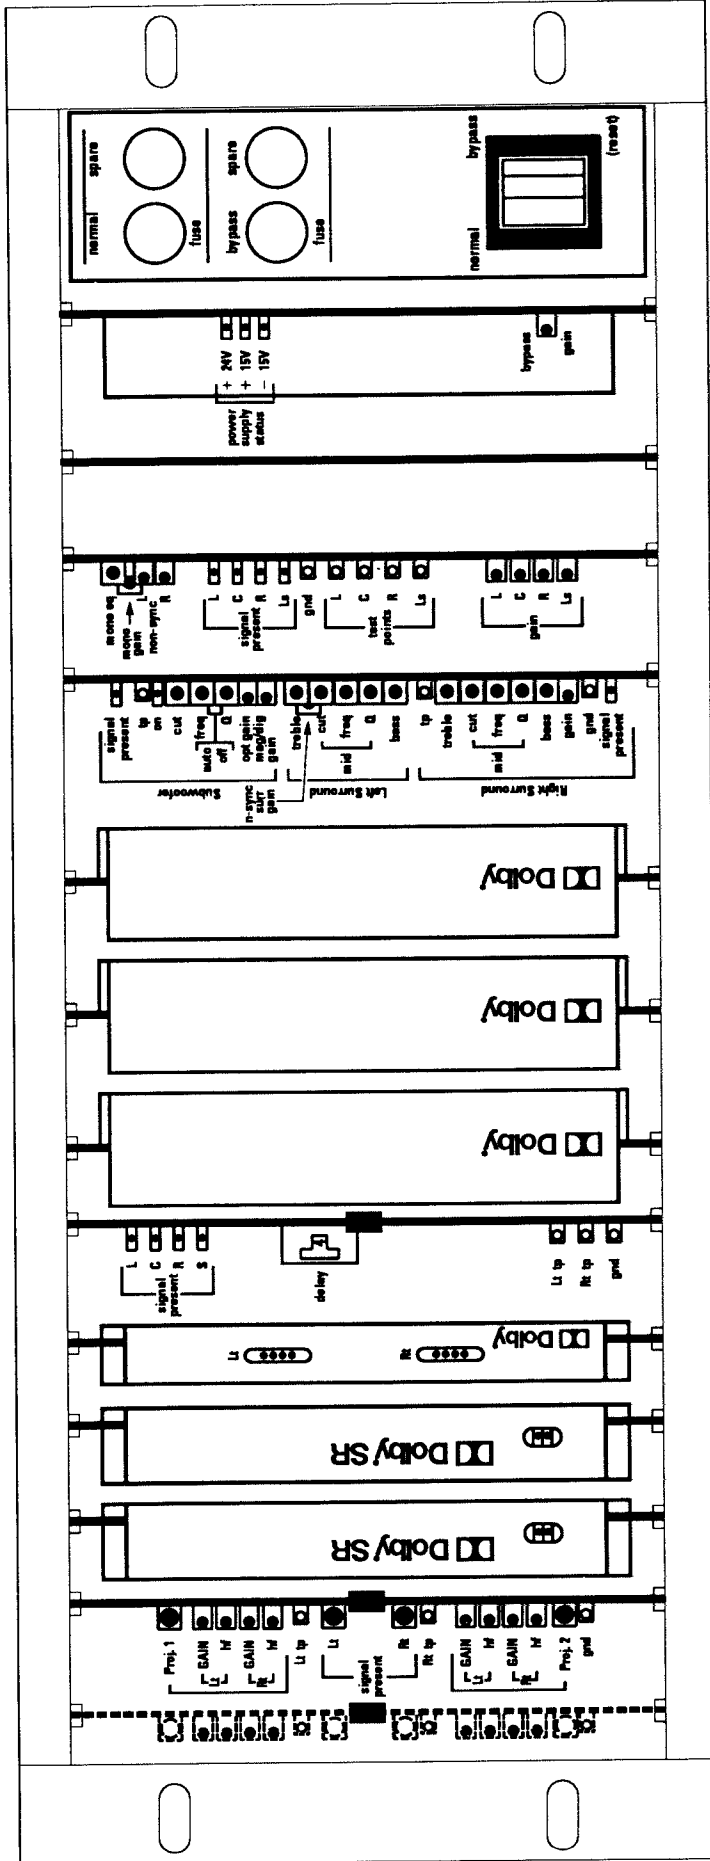 normal
spare
fuse
bypass
spare
fuse
normal
bypass
(reset)
+ 24V
+ 15V
- 15V
power
supply
status
bypass
gain
mono eq
mono
gain
L
R
non-sync
L
C
R
Ls
signal
present
gnd
L
C
R
Ls
test
points
L
C
R
Ls
gain
signal
present
tp
on
cut
freq
Q
auto
off
opt gain
mag/dig
gain
Subwoofer
treble
cut
freq
Q
mid
bass
n-sync
surr
gain
Left Surround
tp
treble
cut
freq
Q
mid
bass
gain
gnd
signal
present
Right Surround
Dolby
Dolby
Dolby
L
C
R
S
signal
present
4
delay
Lt tp
Rt tp
gnd
Lt
Rt
Dolby
Dolby SR
Dolby SR
Proj. 1
GAIN
hf
Lt
GAIN
hf
Rt
Lt tp
Lt
signal
present
Rt
Rt tp
GAIN
hf
Lt
GAIN
hf
Rt
Proj. 2
gnd